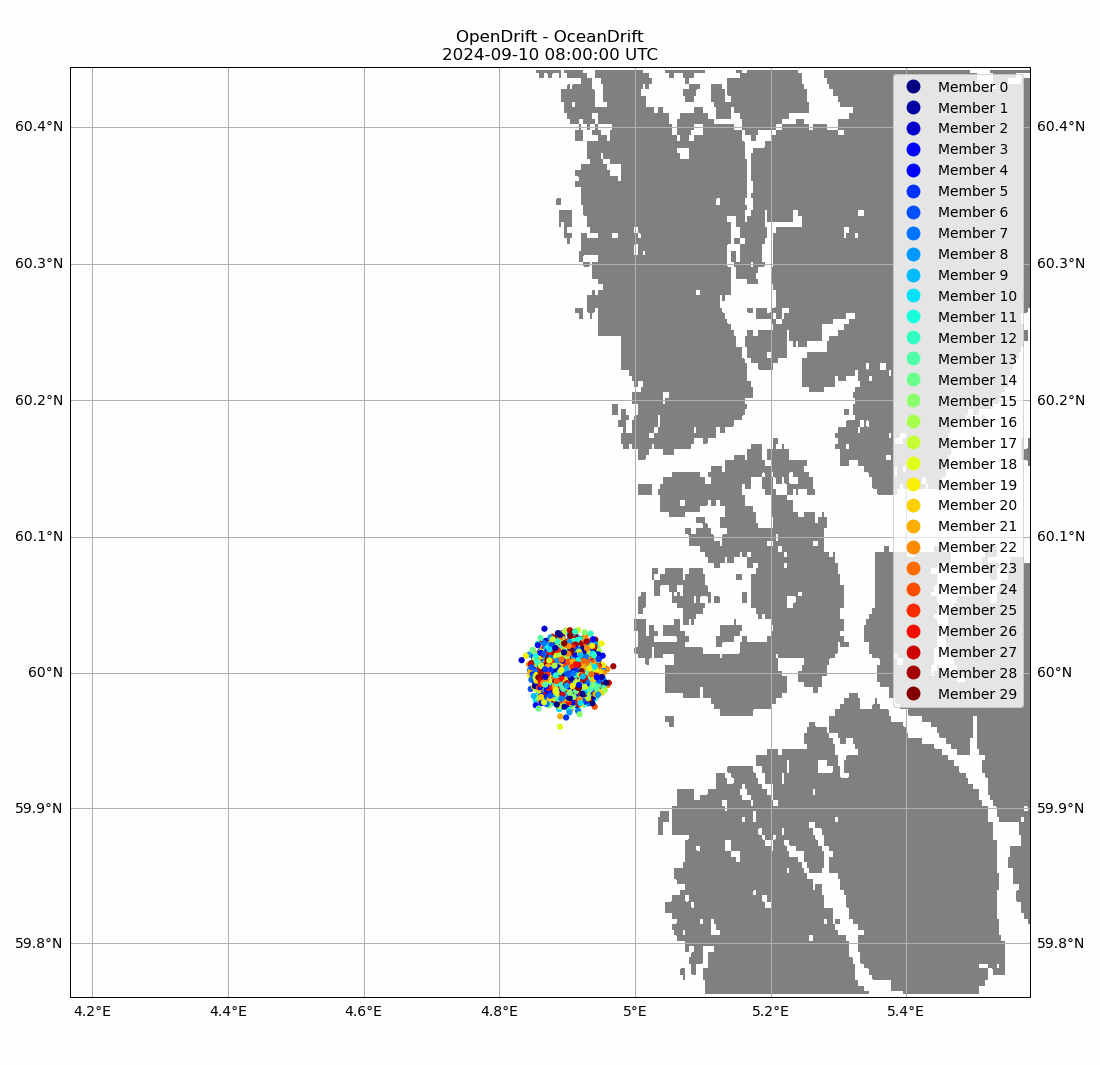 OpenDrift - OceanDrift
2024-09-10 08:00:00 UTC
Member 0
Member 1
Member 2
Member 3
Member 4
Member 5
Member 6
Member 7
Member 8
Member 9
Member 10
Member 11
Member 12
Member 13
Member 14
Member 15
Member 16
Member 17
Member 18
Member 19
Member 20
Member 21
Member 22
Member 23
Member 24
Member 25
Member 26
Member 27
Member 28
Member 29
60.4°N
60.3°N
60.2°N
60.1°N
60°N
59.9°N
59.8°N
60.4°N
60.3°N
60.2°N
60.1°N
60°N
59.9°N
59.8°N
4.2°E 4.4°E 4.6°E 4.8°E 5°E 5.2°E 5.4°E